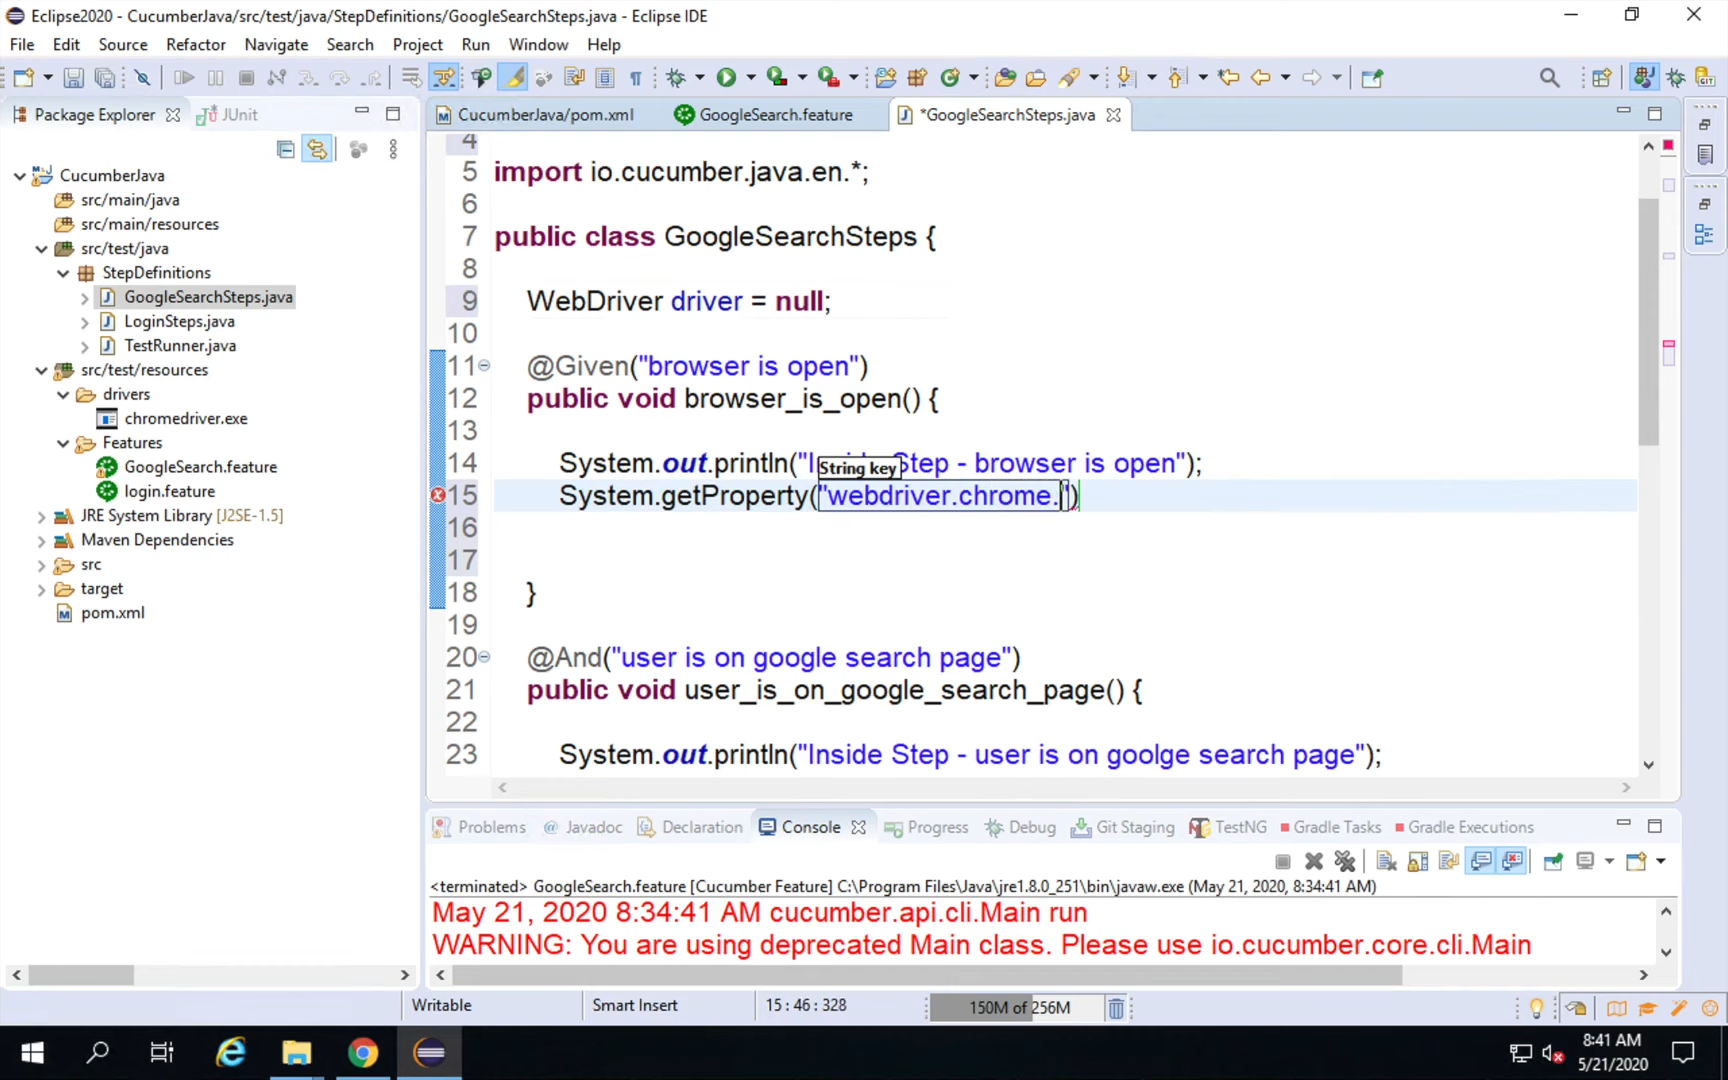 Eclipse2020 - CucumberJava/src/test/java/StepDefinitions/GoogleSearchSteps.java - Eclipse IDE
File Edit Source Refactor Navigate Search Project Run Window Help
Package Explorer JUnit
CucumberJava/pom.xml GoogleSearch.feature *GoogleSearchSteps.java
CucumberJava
src/main/java
src/main/resources
src/test/java
StepDefinitions
GoogleSearchSteps.java
LoginSteps.java
TestRunner.java
src/test/resources
drivers
chromedriver.exe
Features
GoogleSearch.feature
login.feature
JRE System Library [J2SE-1.5]
Maven Dependencies
src
target
pom.xml
4
5 import io.cucumber.java.en.*;
6
7 public class GoogleSearchSteps {
8
9 WebDriver driver = null;
10
11 @Given("browser is open")
12 public void browser_is_open() {
13
14 System.out.println("I Step - browser is open");
String key
15 System.getProperty("webdriver.chrome.")
16
17
18 }
19
20 @And("user is on google search page")
21 public void user_is_on_google_search_page() {
22
23 System.out.println("Inside Step - user is on goolge search page");
Problems Javadoc Declaration Console Progress Debug Git Staging TestNG Gradle Tasks Gradle Executions
<terminated> GoogleSearch.feature [Cucumber Feature] C:\Program Files\Java\jre1.8.0_251\bin\javaw.exe (May 21, 2020, 8:34:41 AM)
May 21, 2020 8:34:41 AM cucumber.api.cli.Main run
WARNING: You are using deprecated Main class. Please use io.cucumber.core.cli.Main
Writable Smart Insert 15 : 46 : 328 150M of 256M
8:41 AM
5/21/2020